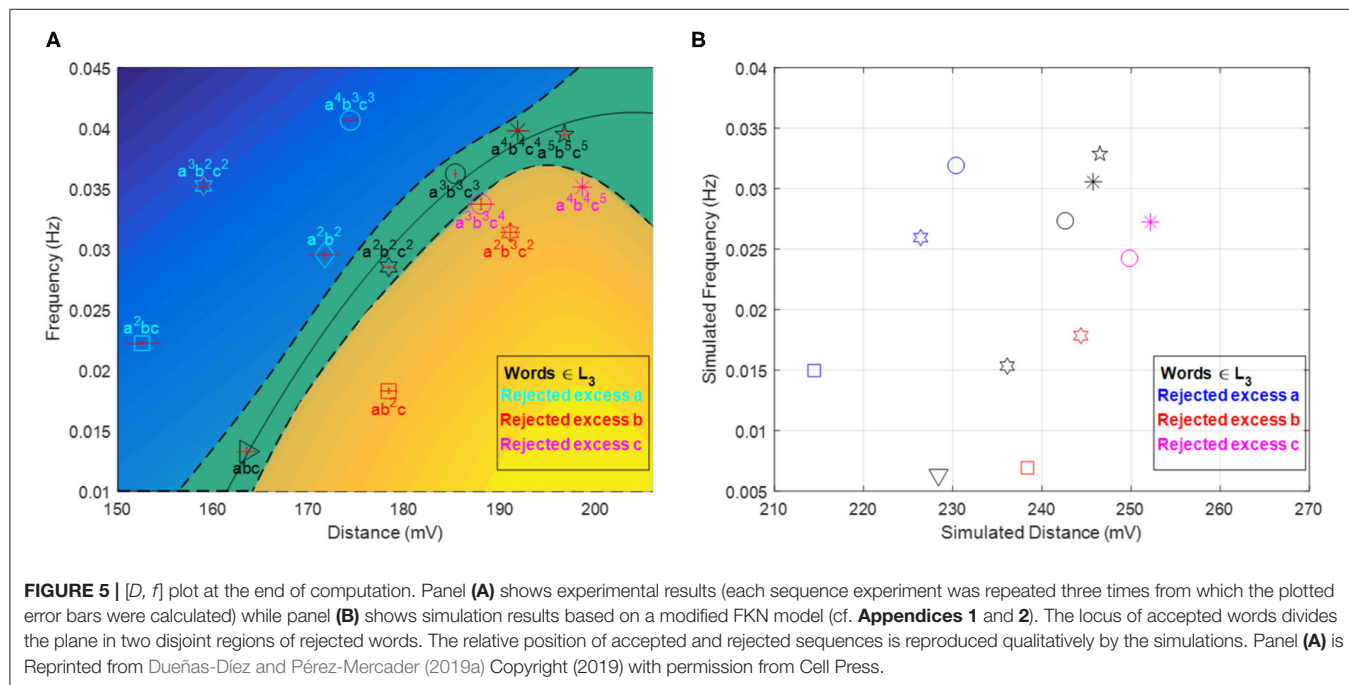 A
B
0.045
0.04
0.035
0.03
0.025
0.02
0.015
0.01
Frequency (Hz)
150 160 170 180 190 200
Distance (mV)
a⁴b³c³
a³b²c²
a²b²
a²bc
a⁴b⁴c⁴
a⁵b⁵c⁵
a³b³c³
a⁴b⁴c⁵
a³b³c⁴
a²b³c²
a²b²c²
ab²c
abc
Words ∈ L₃
Rejected excess a
Rejected excess b
Rejected excess c
0.04
0.035
0.03
0.025
0.02
0.015
0.01
0.005
Simulated Frequency (Hz)
210 220 230 240 250 260 270
Simulated Distance (mV)
Words ∈ L₃
Rejected excess a
Rejected excess b
Rejected excess c
FIGURE 5 | [D, f] plot at the end of computation. Panel (A) shows experimental results (each sequence experiment was repeated three times from which the plotted
error bars were calculated) while panel (B) shows simulation results based on a modified FKN model (cf. Appendices 1 and 2). The locus of accepted words divides
the plane in two disjoint regions of rejected words. The relative position of accepted and rejected sequences is reproduced qualitatively by the simulations. Panel (A) is
Reprinted from Dueñas-Díez and Pérez-Mercader (2019a) Copyright (2019) with permission from Cell Press.